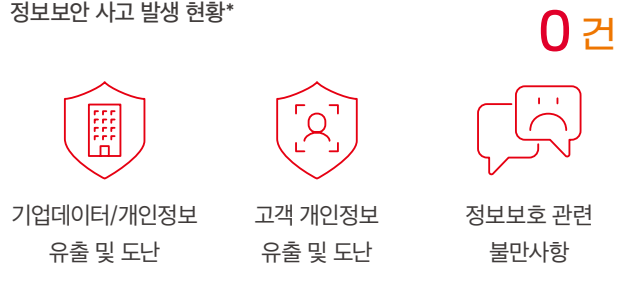 정보보안 사고 발생 현황*
0 건
기업데이터/개인정보
유출 및 도난
고객 개인정보
유출 및 도난
정보보호 관련
불만사항